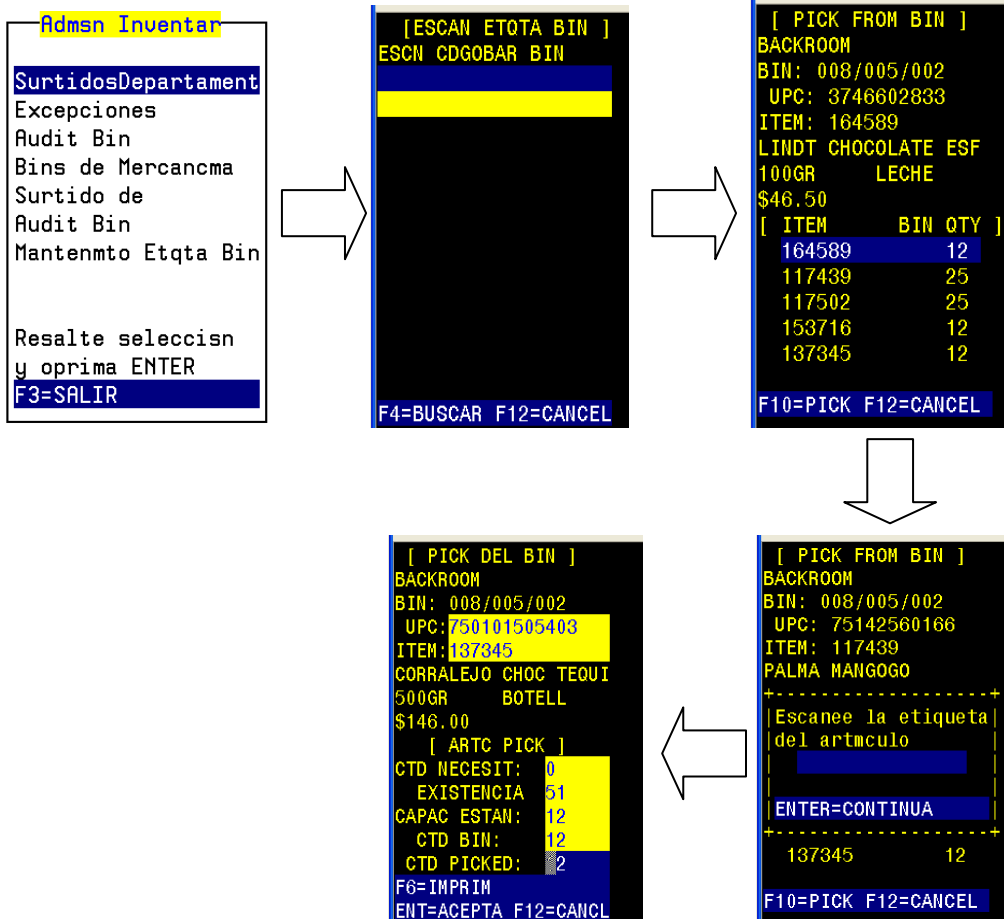 Admsn Inventar
SurtidosDepartament
Excepciones
Audit Bin
Bins de Mercancma
Surtido de
Audit Bin
Mantenmto Etqta Bin
Resalte seleccisn
y oprima ENTER
F3=SALIR
[ESCAN ETQTA BIN ]
ESCN CDGOBAR BIN
F4=BUSCAR F12=CANCEL
[ PICK FROM BIN ]
BACKROOM
BIN: 008/005/002
UPC: 3746602833
ITEM: 164589
LINDT CHOCOLATE ESF
100GR LECHE
$46.50
[ ITEM BIN QTY ]
164589 12
117439 25
117502 25
153716 12
137345 12
F10=PICK F12=CANCEL
[ PICK FROM BIN ]
BACKROOM
BIN: 008/005/002
UPC: 75142560166
ITEM: 117439
PALMA MANGOGO
Escanee la etiqueta
del artmculo
ENTER=CONTINUA
137345 12
F10=PICK F12=CANCEL
[ PICK DEL BIN ]
BACKROOM
BIN: 008/005/002
UPC:750101505403
ITEM:137345
CORRALEJO CHOC TEQUI
500GR BOTELL
$146.00
[ ARTC PICK ]
CTD NECESIT: 0
EXISTENCIA 51
CAPAC ESTAN: 12
CTD BIN: 12
CTD PICKED: 2
F6=IMPRIM
ENT=ACEPTA F12=CANCL